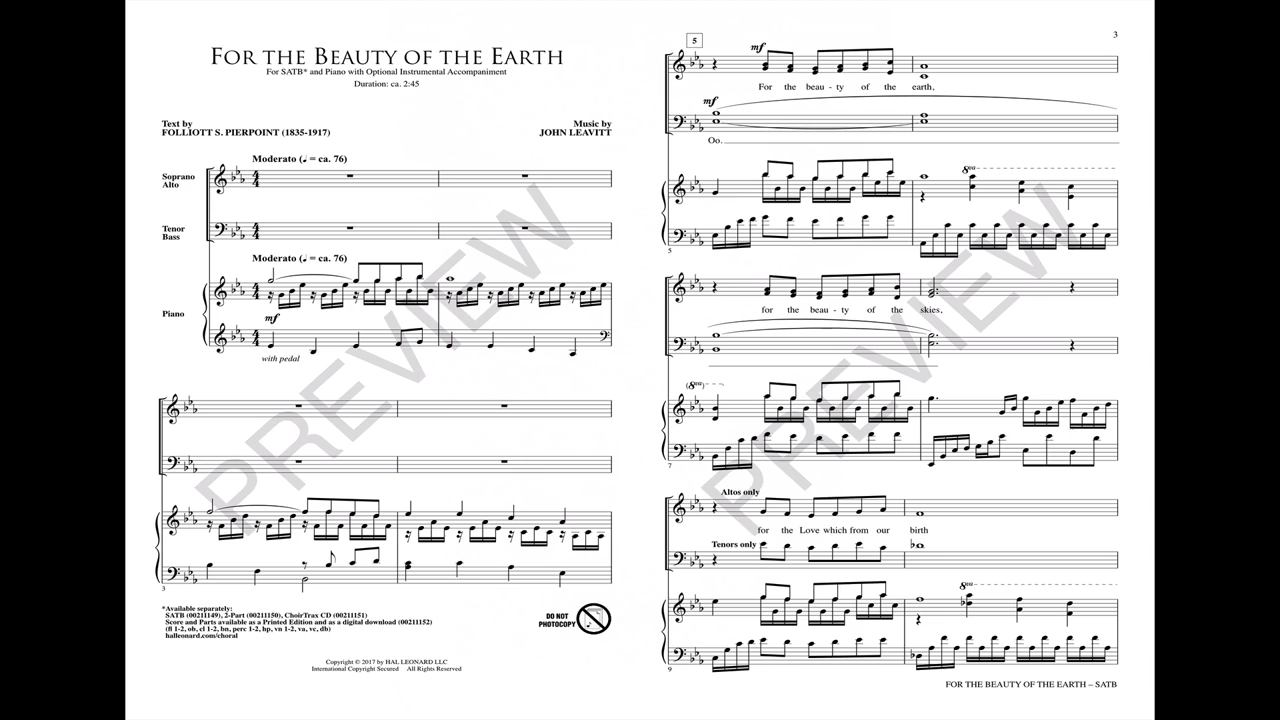 FOR THE BEAUTY OF THE EARTH
For SATB* and Piano with Optional Instrumental Accompaniment
Duration: ca. 2:45
Text by
FOLLIOTT S. PIERPOINT (1835-1917)
Music by
JOHN LEAVITT
Moderato (♩ = ca. 76)
Soprano
Alto
Tenor
Bass
Moderato (♩ = ca. 76)
Piano
mf
with pedal
3
*Available separately:
SATB (00211149), 2-Part (00211150), ChoirTrax CD (00211151)
Score and Parts available as a Printed Edition and as a digital download (00211152)
(fl 1-2, ob, cl 1-2, bn, perc 1-2, hp, vn 1-2, va, vc, db)
halleonard.com/choral
DO NOT
PHOTOCOPY
Copyright © 2017 by HAL LEONARD LLC
International Copyright Secured All Rights Reserved
PREVIEW
3
5
mf
For the beau - ty of the earth,
mf
Oo.
8va
5
for the beau - ty of the skies,
(8va)
7
Altos only
for the Love which from our birth
Tenors only
8va
9
FOR THE BEAUTY OF THE EARTH – SATB
PREVIEW